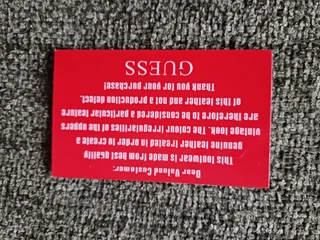 Dear Valued Customer:
This footwear is made from best quality
genuine leather treated in order to create a
vintage look. The colour irregularities of the uppers
are therefore to be considered a particular feature
of this leather and not a production defect.
Thank you for your purchase!
GUESS